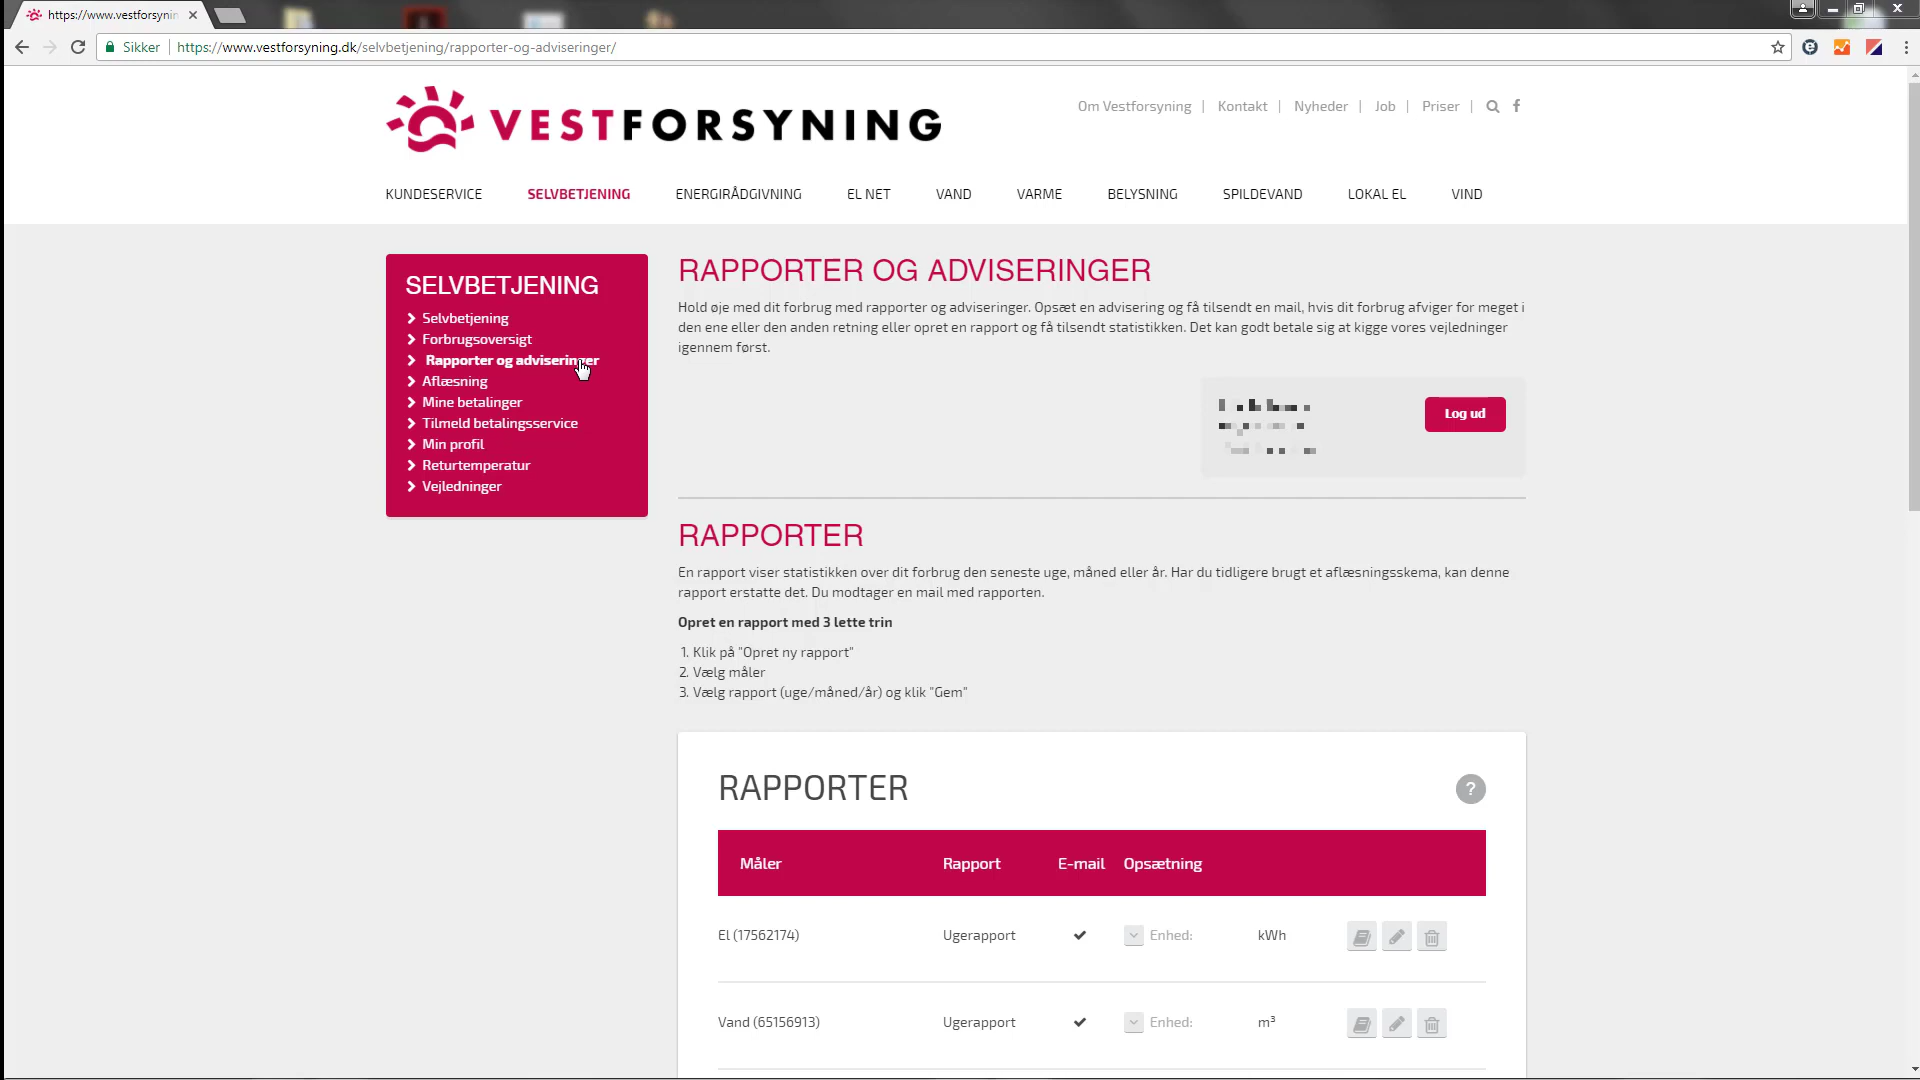 https://www.vestforsynin
Sikker https://www.vestforsyning.dk/selvbetjening/rapporter-og-adviseringer/
VESTFORSYNING
Om Vestforsyning | Kontakt | Nyheder | Job | Priser |
KUNDESERVICE SELVBETJENING ENERGIRÅDGIVNING EL NET VAND VARME BELYSNING SPILDEVAND LOKAL EL VIND
SELVBETJENING
Selvbetjening
Forbrugsoversigt
Rapporter og adviseringer
Aflæsning
Mine betalinger
Tilmeld betalingsservice
Min profil
Returtemperatur
Vejledninger
RAPPORTER OG ADVISERINGER
Hold øje med dit forbrug med rapporter og adviseringer. Opsæt en advisering og få tilsendt en mail, hvis dit forbrug afviger for meget i
den ene eller den anden retning eller opret en rapport og få tilsendt statistikken. Det kan godt betale sig at kigge vores vejledninger
igennem først.
Log ud
RAPPORTER
En rapport viser statistikken over dit forbrug den seneste uge, måned eller år. Har du tidligere brugt et aflæsningsskema, kan denne
rapport erstatte det. Du modtager en mail med rapporten.
Opret en rapport med 3 lette trin
1. Klik på "Opret ny rapport"
2. Vælg måler
3. Vælg rapport (uge/måned/år) og klik "Gem"
RAPPORTER ?
Måler Rapport E-mail Opsætning
El (17562174) Ugerapport Enhed: kWh
Vand (65156913) Ugerapport Enhed: m³